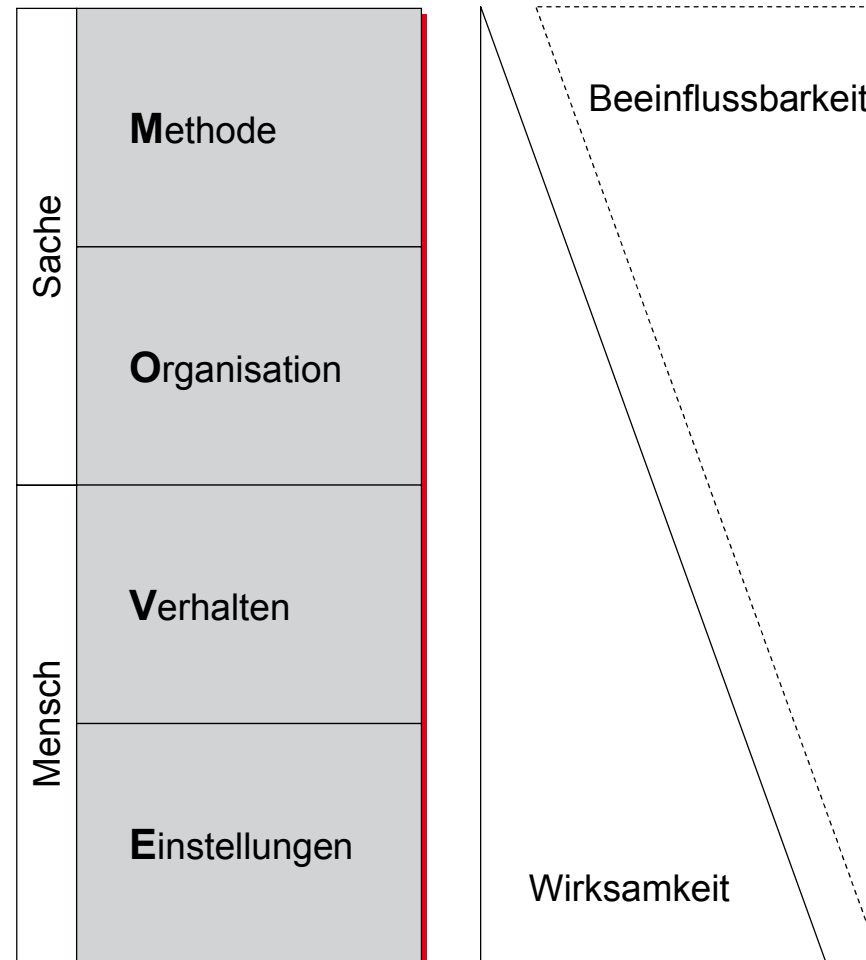 Sache
Methode
Organisation
Mensch
Verhalten
Einstellungen
Beeinflussbarkeit
Wirksamkeit